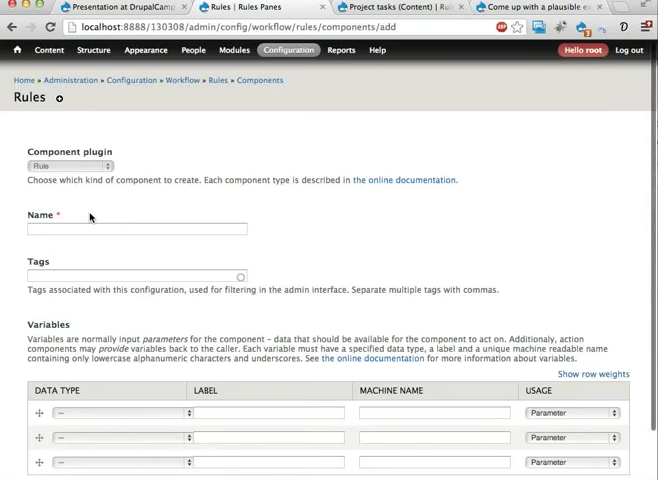 Presentation at DrupalCamp
Rules | Rules Panes
Project tasks (Content) | Ru
Come up with a plausible ex
localhost:8888/130308/admin/config/workflow/rules/components/add
Content Structure Appearance People Modules Configuration Reports Help Hello root Log out
Home » Administration » Configuration » Workflow » Rules » Components
Rules
Component plugin
Rule
Choose which kind of component to create. Each component type is described in the online documentation.
Name *
Tags
Tags associated with this configuration, used for filtering in the admin interface. Separate multiple tags with commas.
Variables
Variables are normally input parameters for the component – data that should be available for the component to act on. Additionaly, action
components may provide variables back to the caller. Each variable must have a specified data type, a label and a unique machine readable name
containing only lowercase alphanumeric characters and underscores. See the online documentation for more information about variables.
Show row weights
DATA TYPE LABEL MACHINE NAME USAGE
-- Parameter
-- Parameter
-- Parameter